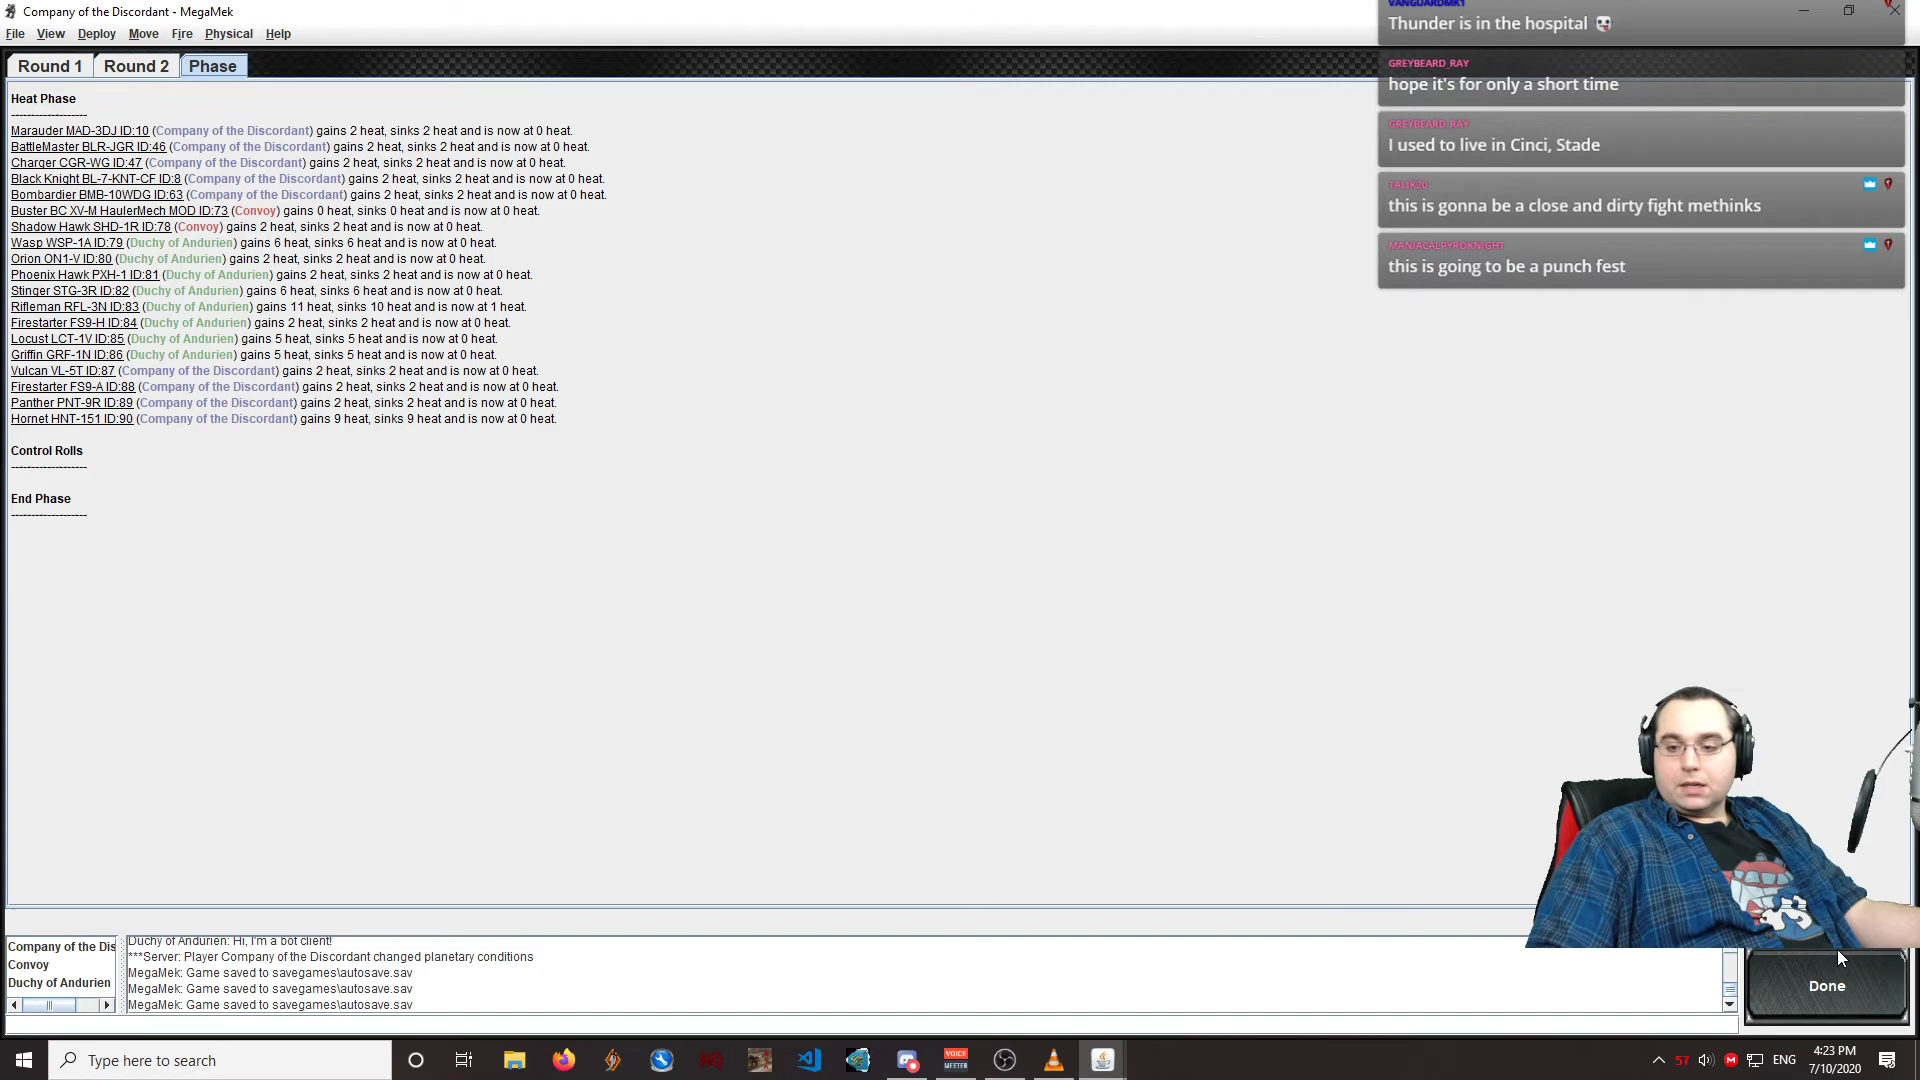 Company of the Discordant - MegaMek
File View Deploy Move Fire Physical Help
Round 1 Round 2 Phase
Heat Phase
-------------------
Marauder MAD-3DJ ID:10 (Company of the Discordant) gains 2 heat, sinks 2 heat and is now at 0 heat.
BattleMaster BLR-JGR ID:46 (Company of the Discordant) gains 2 heat, sinks 2 heat and is now at 0 heat.
Charger CGR-WG ID:47 (Company of the Discordant) gains 2 heat, sinks 2 heat and is now at 0 heat.
Black Knight BL-7-KNT-CF ID:8 (Company of the Discordant) gains 2 heat, sinks 2 heat and is now at 0 heat.
Bombardier BMB-10WDG ID:63 (Company of the Discordant) gains 2 heat, sinks 2 heat and is now at 0 heat.
Buster BC XV-M HaulerMech MOD ID:73 (Convoy) gains 0 heat, sinks 0 heat and is now at 0 heat.
Shadow Hawk SHD-1R ID:78 (Convoy) gains 2 heat, sinks 2 heat and is now at 0 heat.
Wasp WSP-1A ID:79 (Duchy of Andurien) gains 6 heat, sinks 6 heat and is now at 0 heat.
Orion ON1-V ID:80 (Duchy of Andurien) gains 2 heat, sinks 2 heat and is now at 0 heat.
Phoenix Hawk PXH-1 ID:81 (Duchy of Andurien) gains 2 heat, sinks 2 heat and is now at 0 heat.
Stinger STG-3R ID:82 (Duchy of Andurien) gains 6 heat, sinks 6 heat and is now at 0 heat.
Rifleman RFL-3N ID:83 (Duchy of Andurien) gains 11 heat, sinks 10 heat and is now at 1 heat.
Firestarter FS9-H ID:84 (Duchy of Andurien) gains 2 heat, sinks 2 heat and is now at 0 heat.
Locust LCT-1V ID:85 (Duchy of Andurien) gains 5 heat, sinks 5 heat and is now at 0 heat.
Griffin GRF-1N ID:86 (Duchy of Andurien) gains 5 heat, sinks 5 heat and is now at 0 heat.
Vulcan VL-5T ID:87 (Company of the Discordant) gains 2 heat, sinks 2 heat and is now at 0 heat.
Firestarter FS9-A ID:88 (Company of the Discordant) gains 2 heat, sinks 2 heat and is now at 0 heat.
Panther PNT-9R ID:89 (Company of the Discordant) gains 2 heat, sinks 2 heat and is now at 0 heat.
Hornet HNT-151 ID:90 (Company of the Discordant) gains 9 heat, sinks 9 heat and is now at 0 heat.
Control Rolls
-------------------
End Phase
-------------------
VANGUARDMK1
Thunder is in the hospital
GREYBEARD_RAY
hope it's for only a short time
GREYBEARD_RAY
I used to live in Cinci, Stade
TALIK20
this is gonna be a close and dirty fight methinks
MANIACALPYROKNIGHT
this is going to be a punch fest
Company of the Dis
Convoy
Duchy of Andurien
Duchy of Andurien: Hi, I'm a bot client!
***Server: Player Company of the Discordant changed planetary conditions
MegaMek: Game saved to savegames\autosave.sav
MegaMek: Game saved to savegames\autosave.sav
MegaMek: Game saved to savegames\autosave.sav
Done
Type here to search
VOICE
MEETER
57
ENG
4:23 PM
7/10/2020